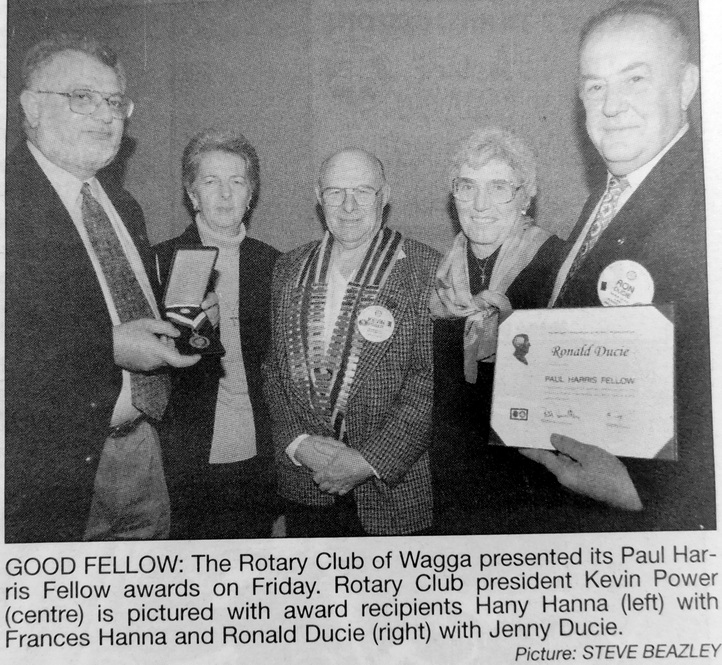 RON
DUCIE
KEVIN
Ronald Ducie
PAUL HARRIS FELLOW
GOOD FELLOW: The Rotary Club of Wagga presented its Paul Har-
ris Fellow awards on Friday. Rotary Club president Kevin Power
(centre) is pictured with award recipients Hany Hanna (left) with
Frances Hanna and Ronald Ducie (right) with Jenny Ducie.
Picture: STEVE BEAZLEY